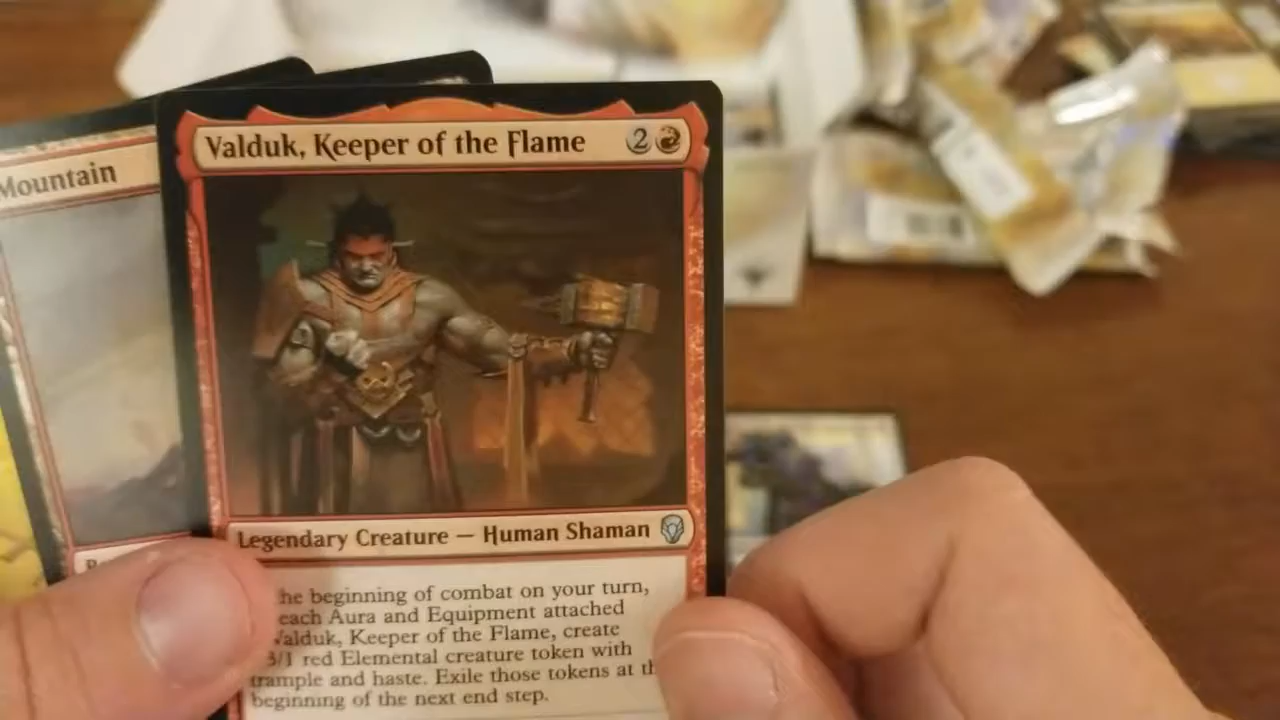 Mountain
Valduk, Keeper of the Flame 2
Legendary Creature — Human Shaman
he beginning of combat on your turn,
each Aura and Equipment attached
Valduk, Keeper of the Flame, create
3/1 red Elemental creature token with
trample and haste. Exile those tokens at th
beginning of the next end step.